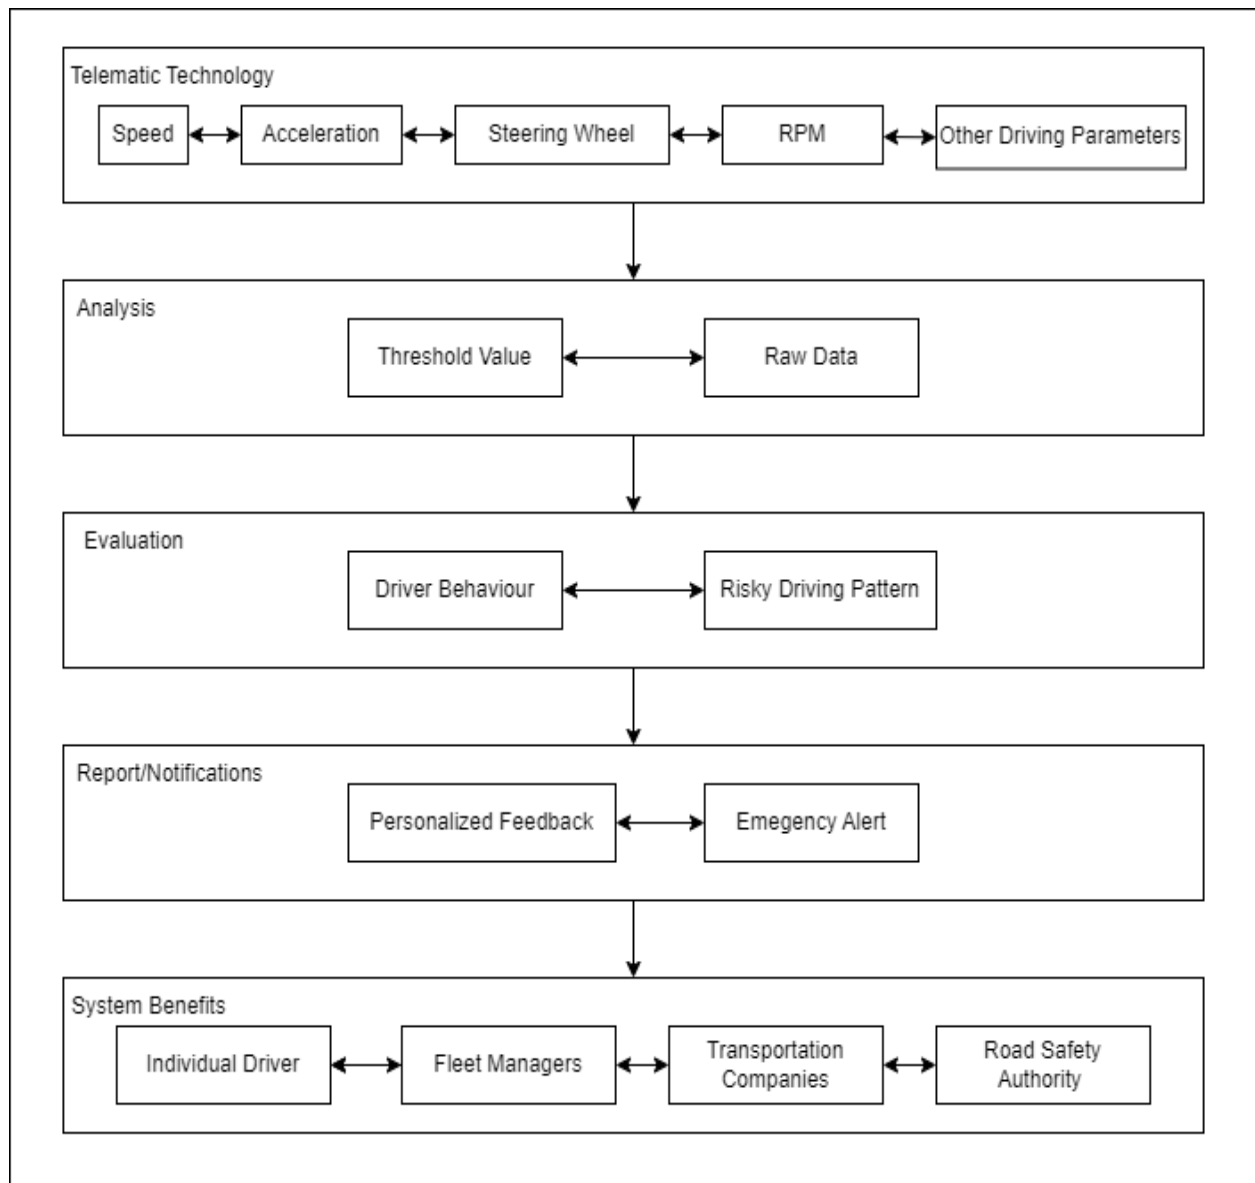 Telematic Technology
Speed
Acceleration
Steering Wheel
RPM
Other Driving Parameters
Analysis
Threshold Value
Raw Data
Evaluation
Driver Behaviour
Risky Driving Pattern
Report/Notifications
Personalized Feedback
Emegency Alert
System Benefits
Individual Driver
Fleet Managers
Transportation
Companies
Road Safety
Authority